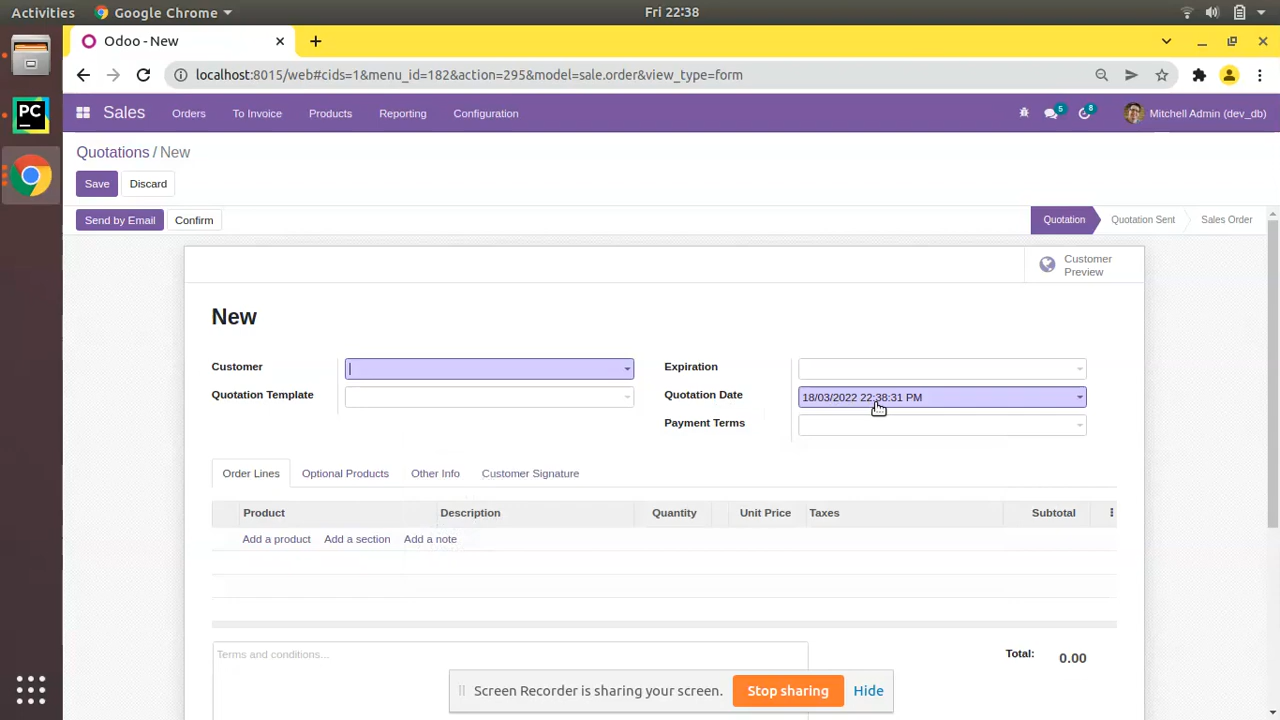 Activities
Google Chrome
Fri 22:38
Odoo - New
localhost:8015/web#cids=1&menu_id=182&action=295&model=sale.order&view_type=form
Sales
Orders
To Invoice
Products
Reporting
Configuration
5
8
Mitchell Admin (dev_db)
Quotations / New
Save
Discard
Send by Email
Confirm
Quotation
Quotation Sent
Sales Order
Customer
Preview
New
Customer
Expiration
Quotation Template
Quotation Date
18/03/2022 22:38:31 PM
Payment Terms
Order Lines
Optional Products
Other Info
Customer Signature
Product
Description
Quantity
Unit Price
Taxes
Subtotal
Add a product
Add a section
Add a note
Terms and conditions...
Total:
0.00
Screen Recorder is sharing your screen.
Stop sharing
Hide
PC